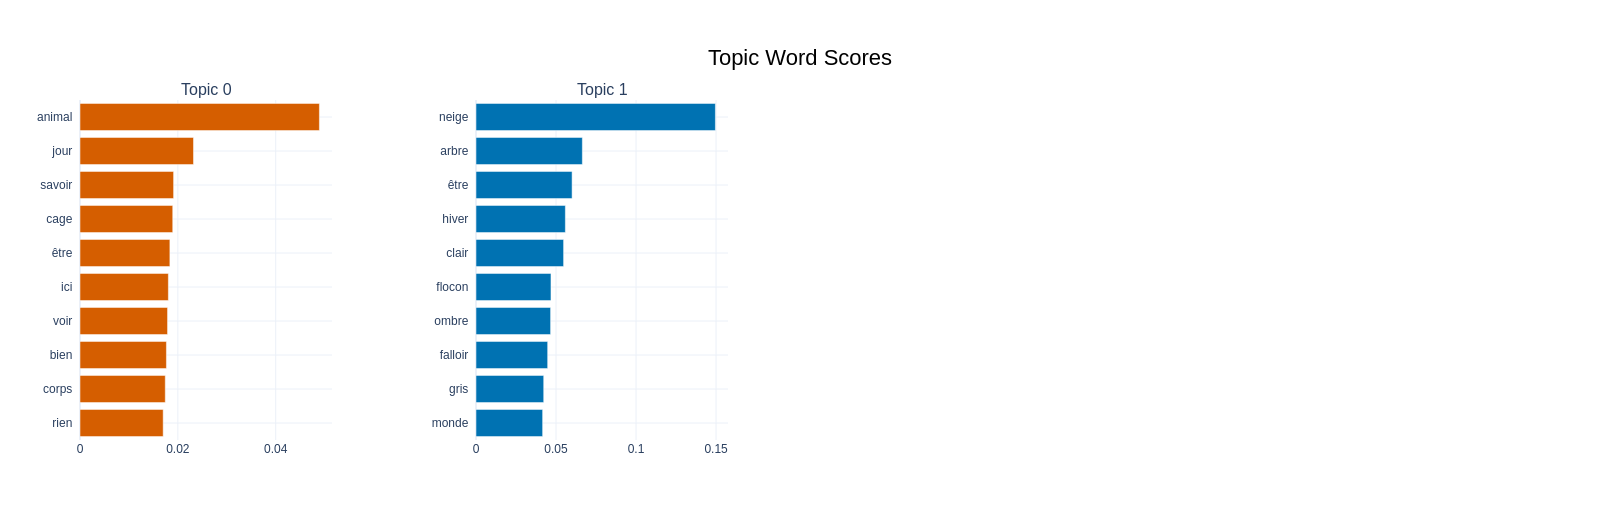 Topic Word Scores
Topic 0
animal
jour
savoir
cage
être
ici
voir
bien
corps
rien
0 0.02 0.04
Topic 1
neige
arbre
être
hiver
clair
flocon
ombre
falloir
gris
monde
0 0.05 0.1 0.15